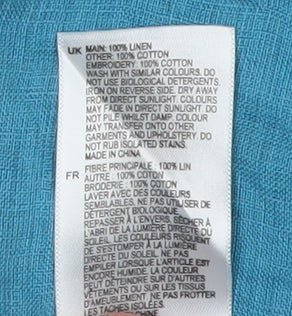 UK MAIN: 100% LINEN
OTHER: 100% COTTON
EMBROIDERY: 100% COTTON
WASH WITH SIMILAR COLOURS. DO
NOT USE BIOLOGICAL DETERGENTS
IRON ON REVERSE SIDE. DRY AWAY
FROM DIRECT SUNLIGHT. COLOURS
MAY FADE IN DIRECT SUNLIGHT. DO
NOT PILE WHILST DAMP. COLOUR
MAY TRANSFER ONTO OTHER
GARMENTS AND UPHOLSTERY. DO
NOT RUB ISOLATED STAINS.
MADE IN CHINA
FR FIBRE PRINCIPALE: 100% LIN
AUTRE: 100% COTON
BRODERIE: 100% COTON
LAVER AVEC DES COULEURS
SEMBLABLES. NE PAS UTILISER DE
DÉTERGENT BIOLOGIQUE.
REPASSER À L'ENVERS. SÉCHER À
L'ABRI DE LA LUMIÈRE DIRECTE DU
SOLEIL. LES COULEURS RISQUENT
DE S'ESTOMPER À LA LUMIÈRE
DIRECTE DU SOLEIL. NE PAS
EMPILER LORSQUE L'ARTICLE EST
ENCORE HUMIDE. LA COULEUR
PEUT DÉTEINDRE SUR D'AUTRES
VÊTEMENTS OU SUR LES TISSUS
D'AMEUBLEMENT. NE PAS FROTTER
LES TACHES ISOLÉES.
CHINE